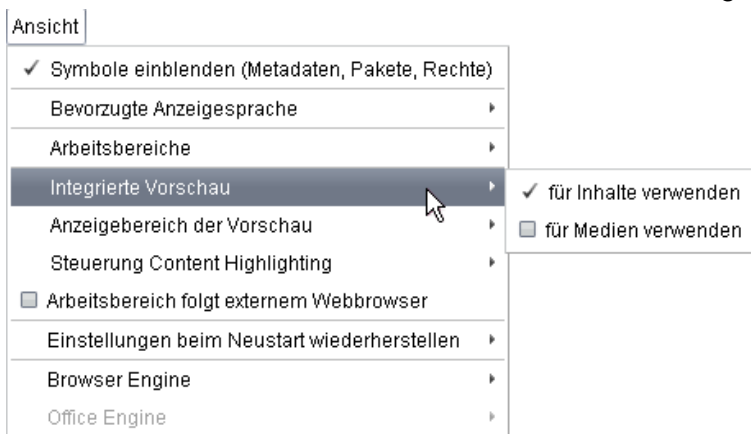 Ansicht
Symbole einblenden (Metadaten, Pakete, Rechte)
Bevorzugte Anzeigesprache
Arbeitsbereiche
Integrierte Vorschau
für Inhalte verwenden
Anzeigebereich der Vorschau
für Medien verwenden
Steuerung Content Highlighting
Arbeitsbereich folgt externem Webbrowser
Einstellungen beim Neustart wiederherstellen
Browser Engine
Office Engine